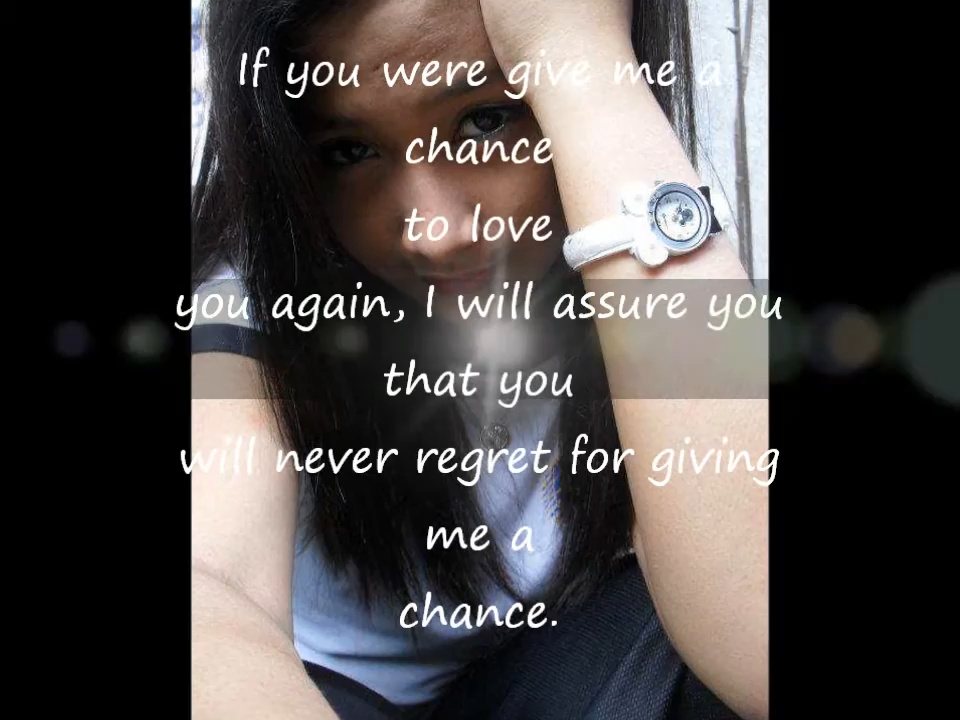 If you were give me a
chance
to love
you again, I will assure you
that you
will never regret for giving
me a
chance.